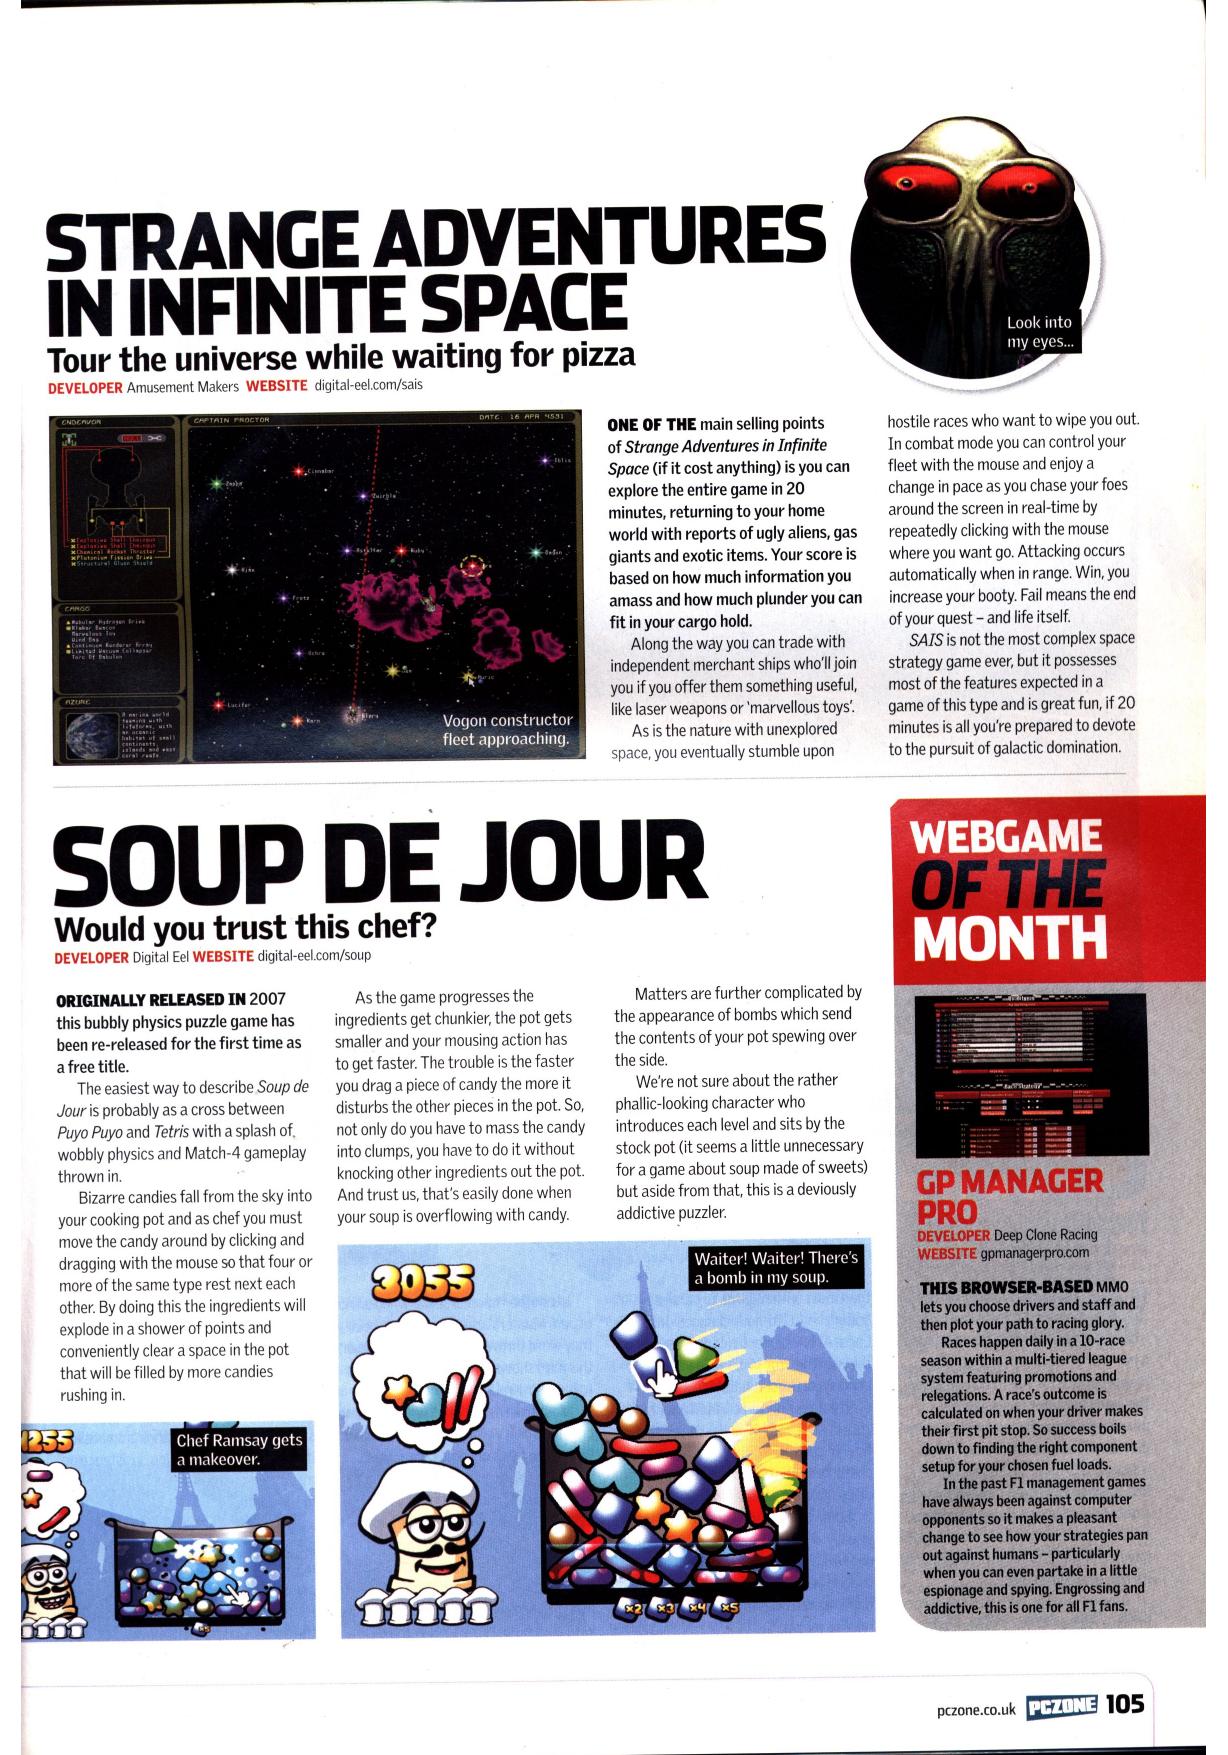 STRANGE ADVENTURES
IN INFINITE SPACE
Tour the universe while waiting for pizza
DEVELOPER Amusement Makers WEBSITE digital-eel.com/sais
Look into
my eyes...
ENDEAVOR
CAPTAIN PROCTOR
DATE: 16 APR 4531
Cinnabar
Iblis
Zwirble
Ruby
Glory
CARGO
AZURE
Vogon constructor
fleet approaching.
ONE OF THE main selling points
of Strange Adventures in Infinite
Space (if it cost anything) is you can
explore the entire game in 20
minutes, returning to your home
world with reports of ugly aliens, gas
giants and exotic items. Your score is
based on how much information you
amass and how much plunder you can
fit in your cargo hold.
Along the way you can trade with
independent merchant ships who'll join
you if you offer them something useful,
like laser weapons or 'marvellous toys'.
As is the nature with unexplored
space, you eventually stumble upon
hostile races who want to wipe you out.
In combat mode you can control your
fleet with the mouse and enjoy a
change in pace as you chase your foes
around the screen in real-time by
repeatedly clicking with the mouse
where you want go. Attacking occurs
automatically when in range. Win, you
increase your booty. Fail means the end
of your quest – and life itself.
SAIS is not the most complex space
strategy game ever, but it possesses
most of the features expected in a
game of this type and is great fun, if 20
minutes is all you're prepared to devote
to the pursuit of galactic domination.
SOUP DE JOUR
Would you trust this chef?
DEVELOPER Digital Eel WEBSITE digital-eel.com/soup
ORIGINALLY RELEASED IN 2007
this bubbly physics puzzle game has
been re-released for the first time as
a free title.
The easiest way to describe Soup de
Jour is probably as a cross between
Puyo Puyo and Tetris with a splash of
wobbly physics and Match-4 gameplay
thrown in.
Bizarre candies fall from the sky into
your cooking pot and as chef you must
move the candy around by clicking and
dragging with the mouse so that four or
more of the same type rest next each
other. By doing this the ingredients will
explode in a shower of points and
conveniently clear a space in the pot
that will be filled by more candies
rushing in.
As the game progresses the
ingredients get chunkier, the pot gets
smaller and your mousing action has
to get faster. The trouble is the faster
you drag a piece of candy the more it
disturbs the other pieces in the pot. So,
not only do you have to mass the candy
into clumps, you have to do it without
knocking other ingredients out the pot.
And trust us, that's easily done when
your soup is overflowing with candy.
Matters are further complicated by
the appearance of bombs which send
the contents of your pot spewing over
the side.
We're not sure about the rather
phallic-looking character who
introduces each level and sits by the
stock pot (it seems a little unnecessary
for a game about soup made of sweets)
but aside from that, this is a deviously
addictive puzzler.
1255
Chef Ramsay gets
a makeover.
3055
Waiter! Waiter! There's
a bomb in my soup.
x2 x3 x4 x5
WEBGAME
OF THE
MONTH
GP MANAGER
PRO
DEVELOPER Deep Clone Racing
WEBSITE gpmanagerpro.com
THIS BROWSER-BASED MMO
lets you choose drivers and staff and
then plot your path to racing glory.
Races happen daily in a 10-race
season within a multi-tiered league
system featuring promotions and
relegations. A race's outcome is
calculated on when your driver makes
their first pit stop. So success boils
down to finding the right component
setup for your chosen fuel loads.
In the past F1 management games
have always been against computer
opponents so it makes a pleasant
change to see how your strategies pan
out against humans – particularly
when you can even partake in a little
espionage and spying. Engrossing and
addictive, this is one for all F1 fans.
pczone.co.uk PCZONE 105